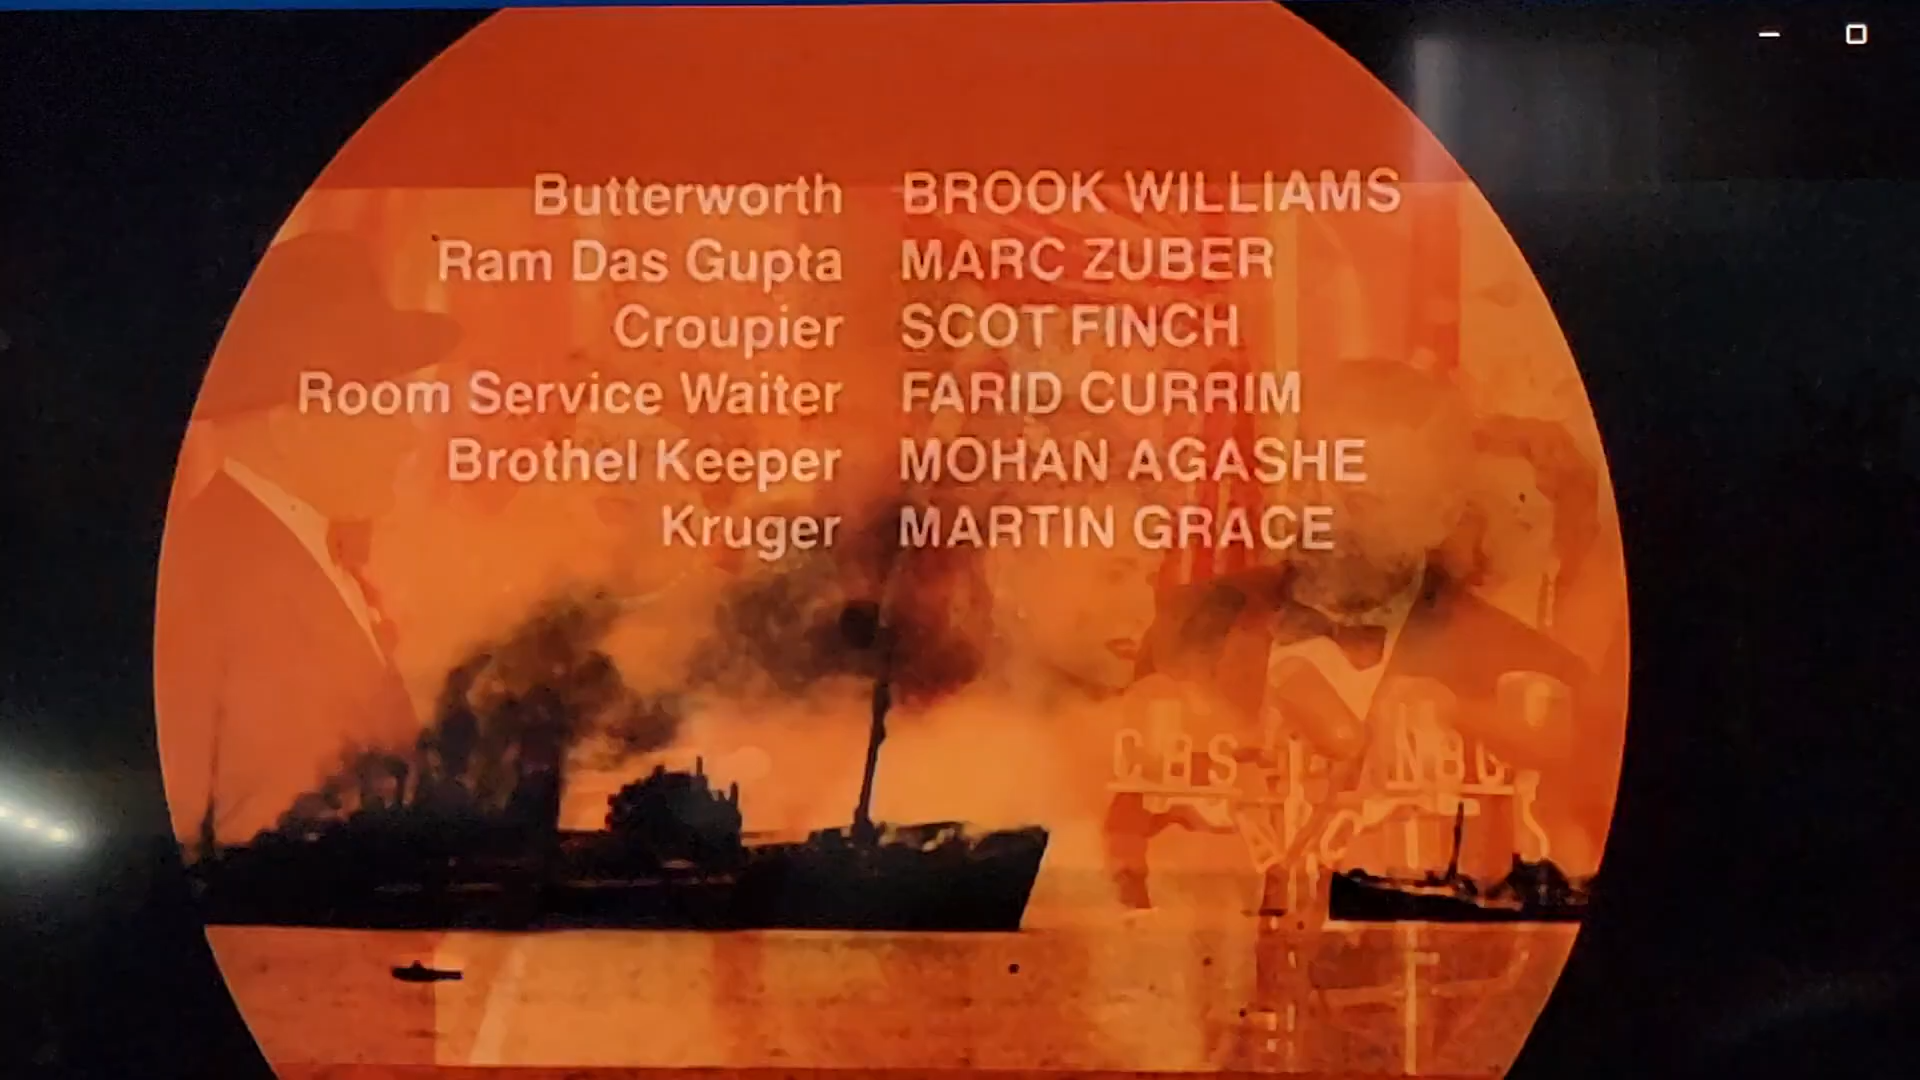 Butterworth BROOK WILLIAMS
Ram Das Gupta MARC ZUBER
Croupier SCOT FINCH
Room Service Waiter FARID CURRIM
Brothel Keeper MOHAN AGASHE
Kruger MARTIN GRACE
CBS NBC